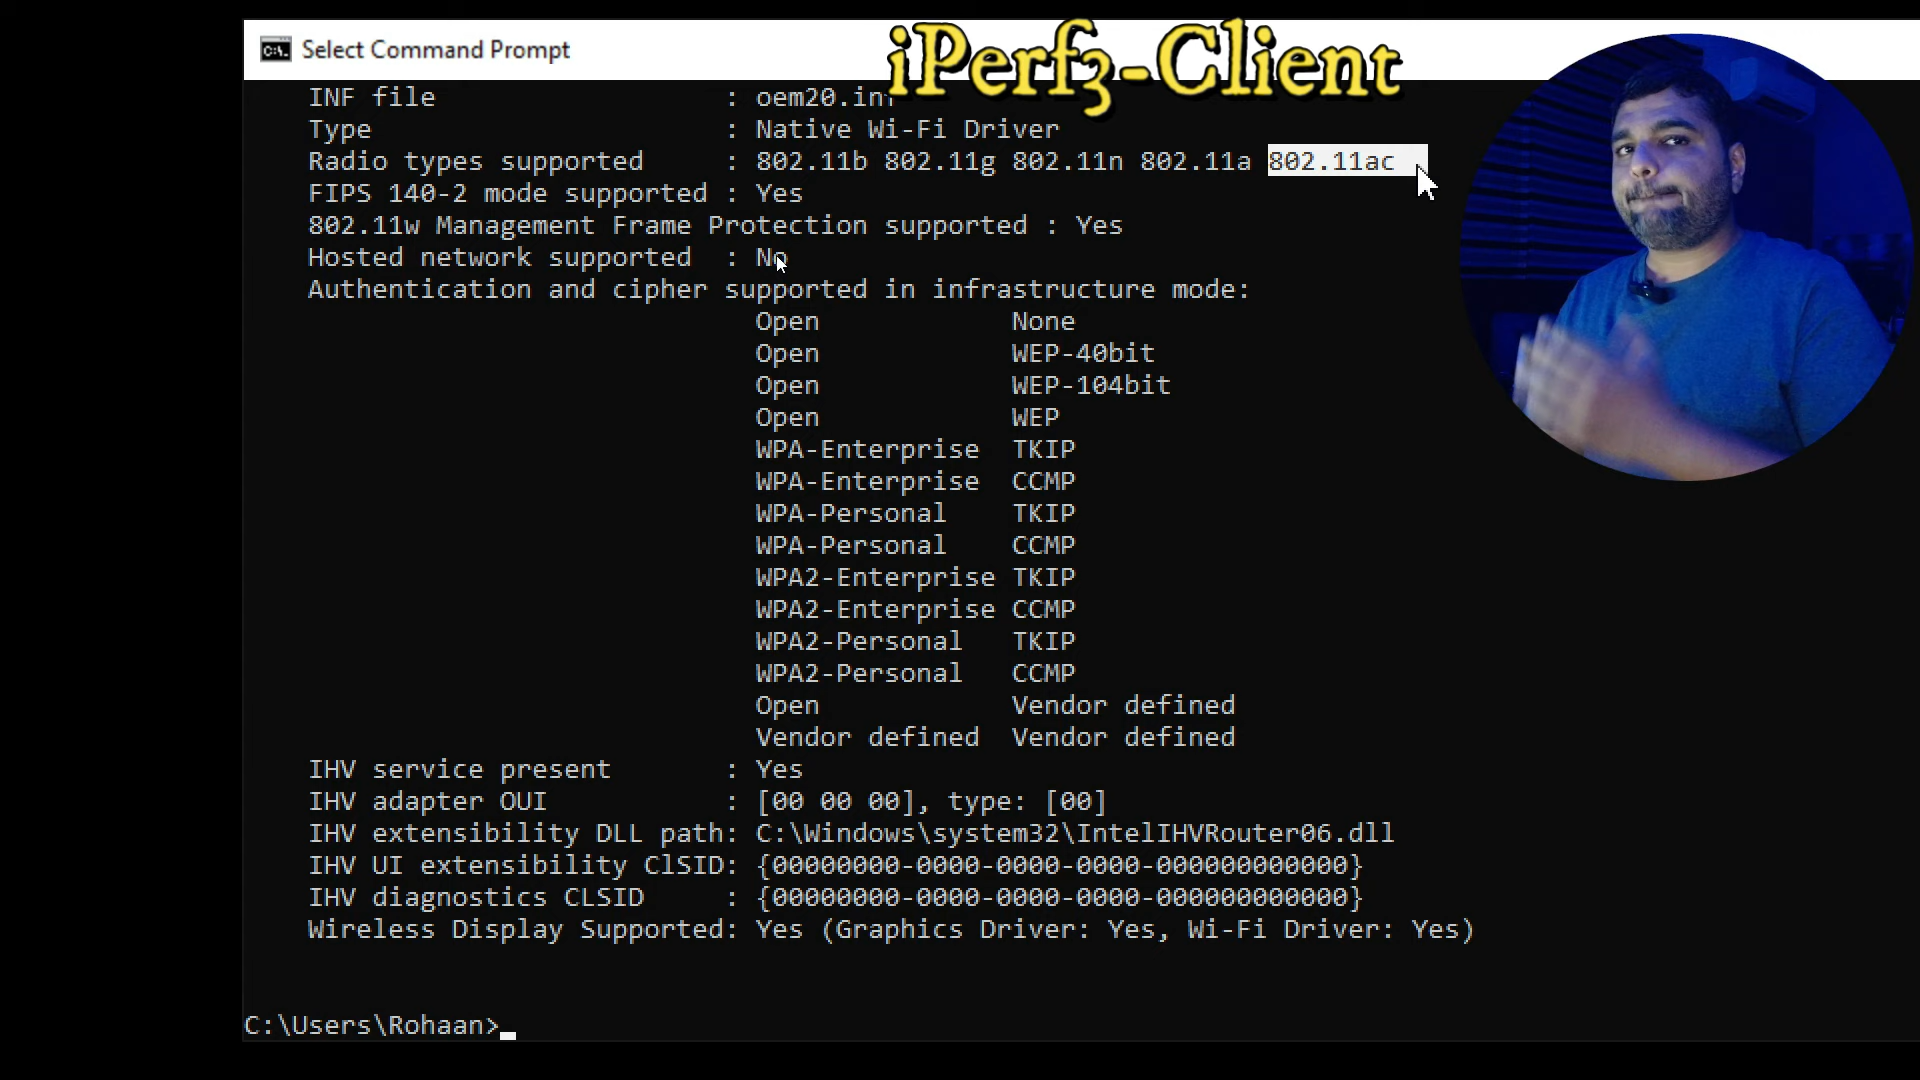 Select Command Prompt
iPerf3-Client
INF file : oem20.inf
Type : Native Wi-Fi Driver
Radio types supported : 802.11b 802.11g 802.11n 802.11a 802.11ac
FIPS 140-2 mode supported : Yes
802.11w Management Frame Protection supported : Yes
Hosted network supported : No
Authentication and cipher supported in infrastructure mode:
Open None
Open WEP-40bit
Open WEP-104bit
Open WEP
WPA-Enterprise TKIP
WPA-Enterprise CCMP
WPA-Personal TKIP
WPA-Personal CCMP
WPA2-Enterprise TKIP
WPA2-Enterprise CCMP
WPA2-Personal TKIP
WPA2-Personal CCMP
Open Vendor defined
Vendor defined Vendor defined
IHV service present : Yes
IHV adapter OUI : [00 00 00], type: [00]
IHV extensibility DLL path: C:\Windows\system32\IntelIHVRouter06.dll
IHV UI extensibility ClSID: {00000000-0000-0000-0000-000000000000}
IHV diagnostics CLSID : {00000000-0000-0000-0000-000000000000}
Wireless Display Supported: Yes (Graphics Driver: Yes, Wi-Fi Driver: Yes)
C:\Users\Rohaan>